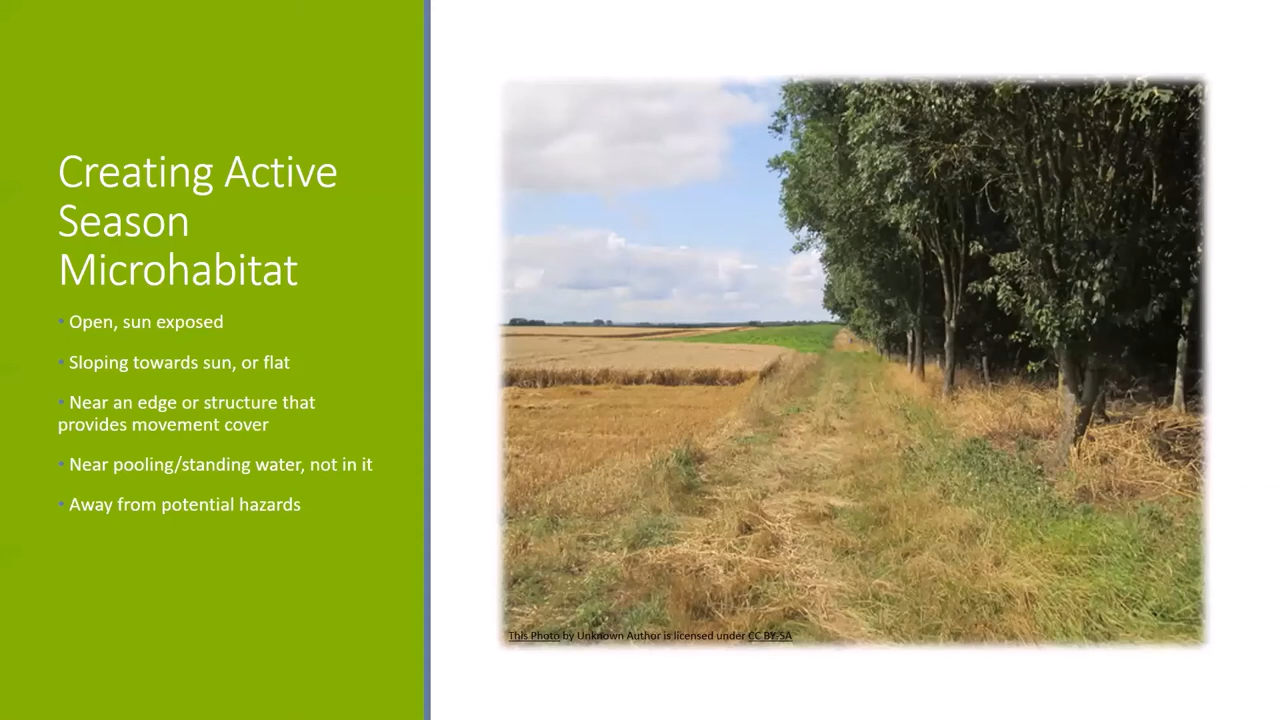 Creating Active
Season
Microhabitat
• Open, sun exposed
• Sloping towards sun, or flat
• Near an edge or structure that
provides movement cover
• Near pooling/standing water, not in it
• Away from potential hazards
This Photo by Unknown Author is licensed under CC BY-SA